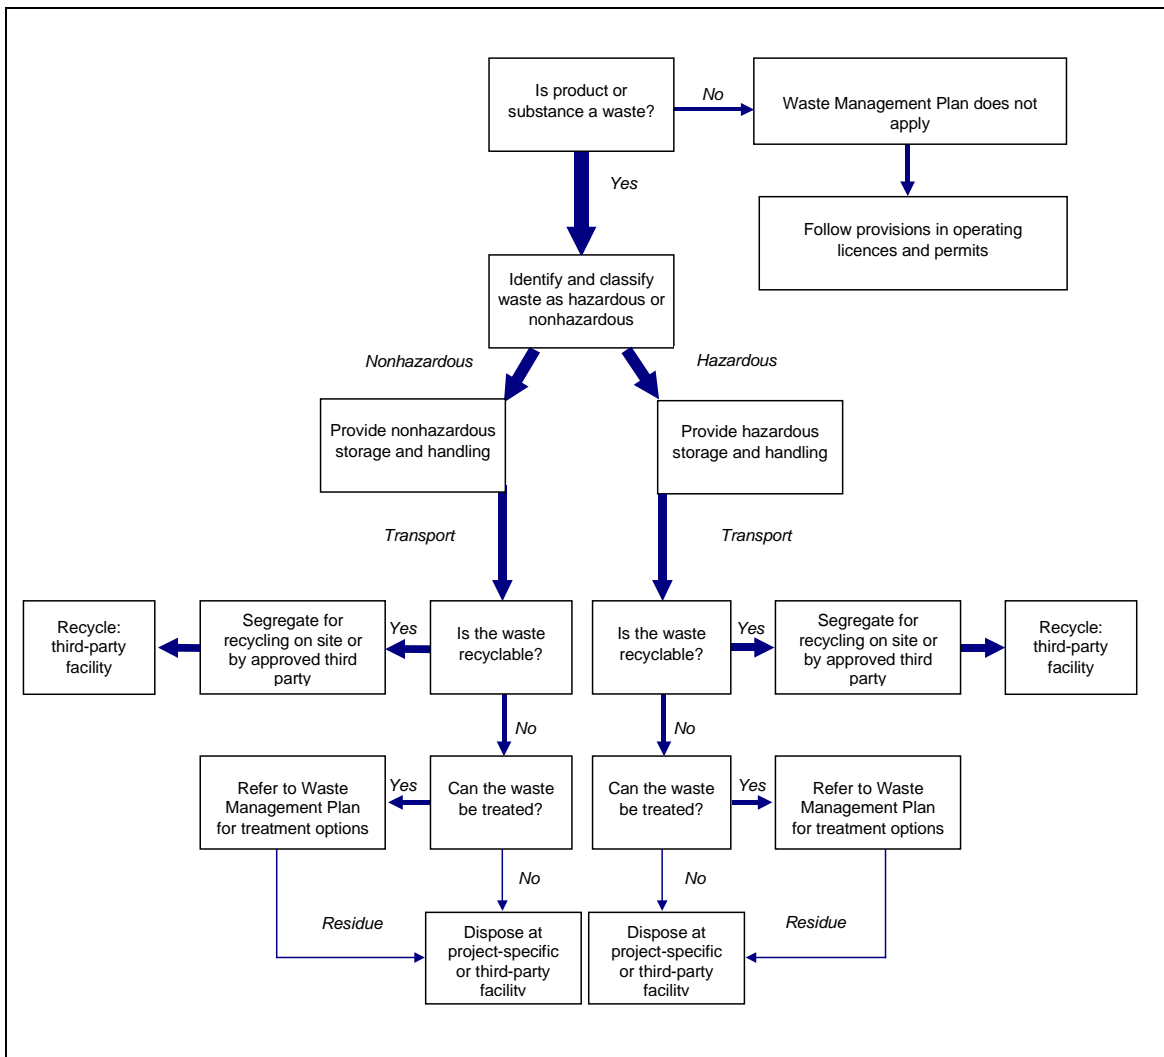 Is product or
substance a waste?
No
Waste Management Plan does not
apply
Yes
Follow provisions in operating
licences and permits
Identify and classify
waste as hazardous or
nonhazardous
Nonhazardous
Hazardous
Provide nonhazardous
storage and handling
Provide hazardous
storage and handling
Transport
Transport
Recycle:
third-party
facility
Segregate for
recycling on site or
by approved third
party
Yes
Is the waste
recyclable?
Is the waste
recyclable?
Yes
Segregate for
recycling on site or
by approved third
party
Recycle:
third-party
facility
No
No
Refer to Waste
Management Plan
for treatment options
Yes
Can the waste
be treated?
Can the waste
be treated?
Yes
Refer to Waste
Management Plan
for treatment options
No
No
Residue
Dispose at
project-specific
or third-party
facility
Dispose at
project-specific
or third-party
facility
Residue